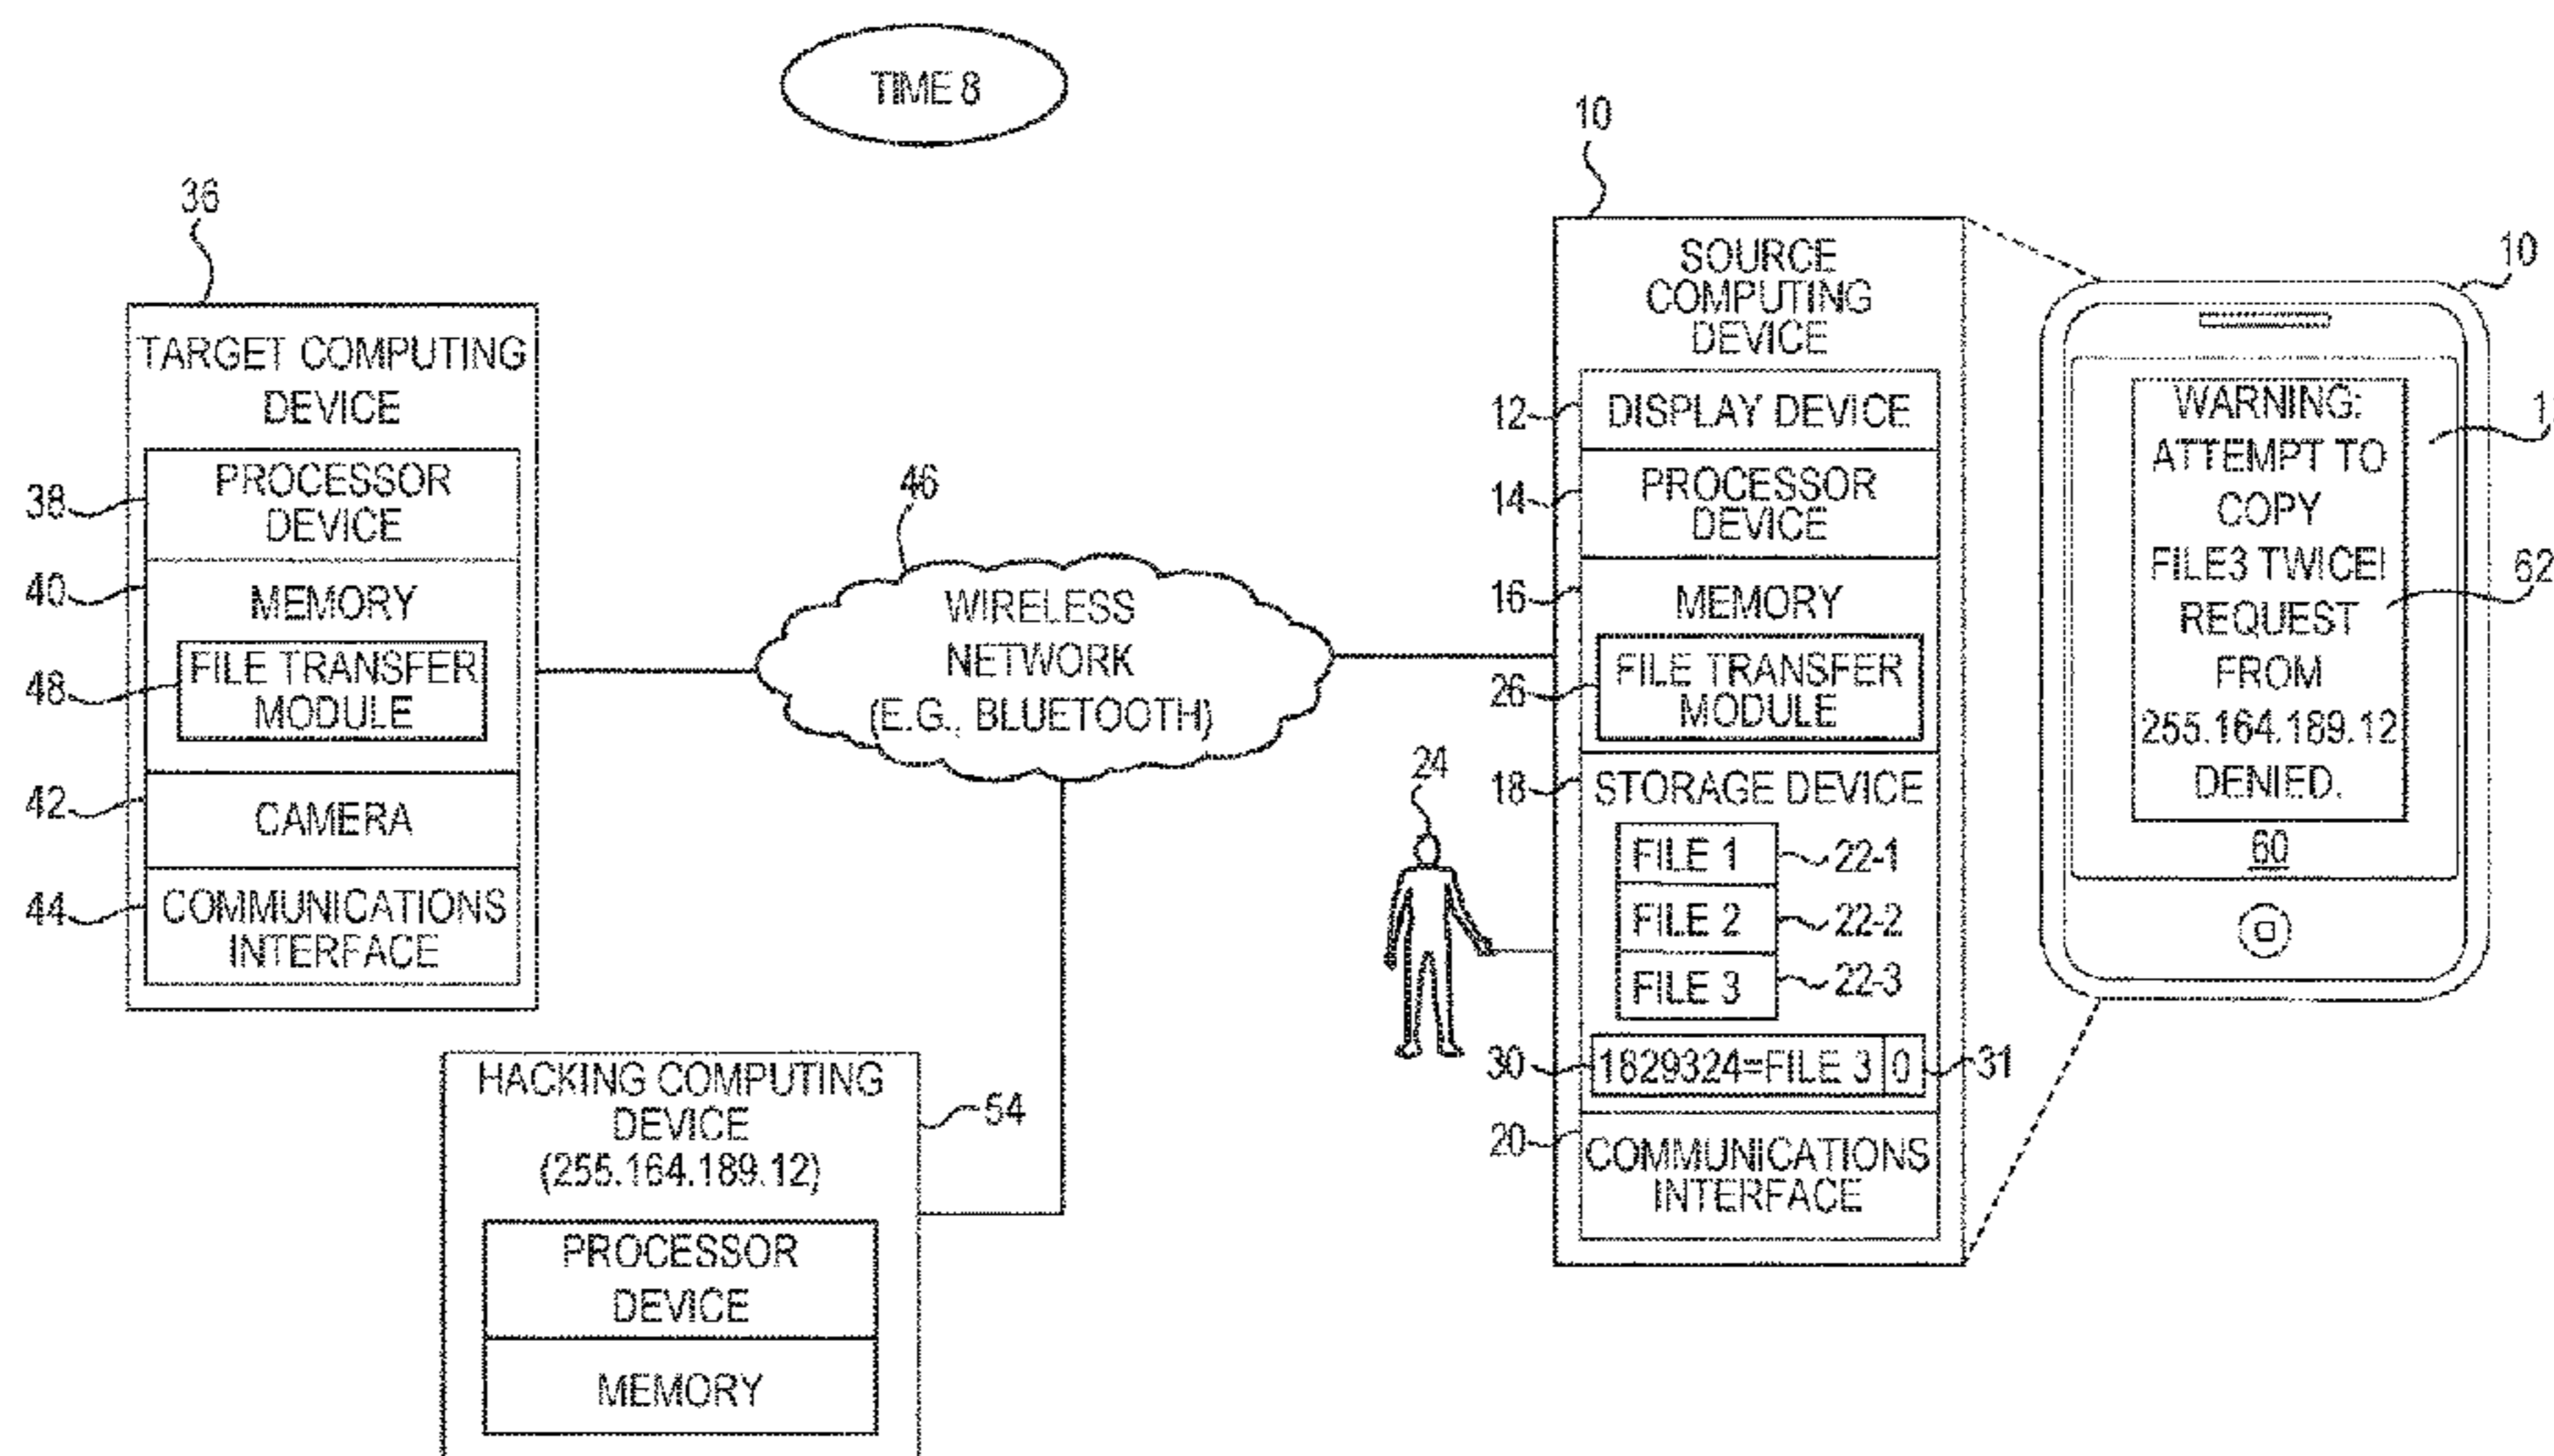 TIME 8
36
TARGET COMPUTING
DEVICE
38
PROCESSOR
DEVICE
40
MEMORY
48
FILE TRANSFER
MODULE
42
CAMERA
44
COMMUNICATIONS
INTERFACE
46
WIRELESS
NETWORK
(E.G., BLUETOOTH)
HACKING COMPUTING
DEVICE
(255.164.189.12)
54
PROCESSOR
DEVICE
MEMORY
24
10
SOURCE
COMPUTING
DEVICE
12
DISPLAY DEVICE
14
PROCESSOR
DEVICE
16
MEMORY
26
FILE TRANSFER
MODULE
18
STORAGE DEVICE
FILE 1
22-1
FILE 2
22-2
FILE 3
22-3
30
1829324=FILE 3
0
31
20
COMMUNICATIONS
INTERFACE
10
WARNING:
ATTEMPT TO
COPY
FILE3 TWICE!
REQUEST
FROM
255.164.189.12
DENIED.
62
60